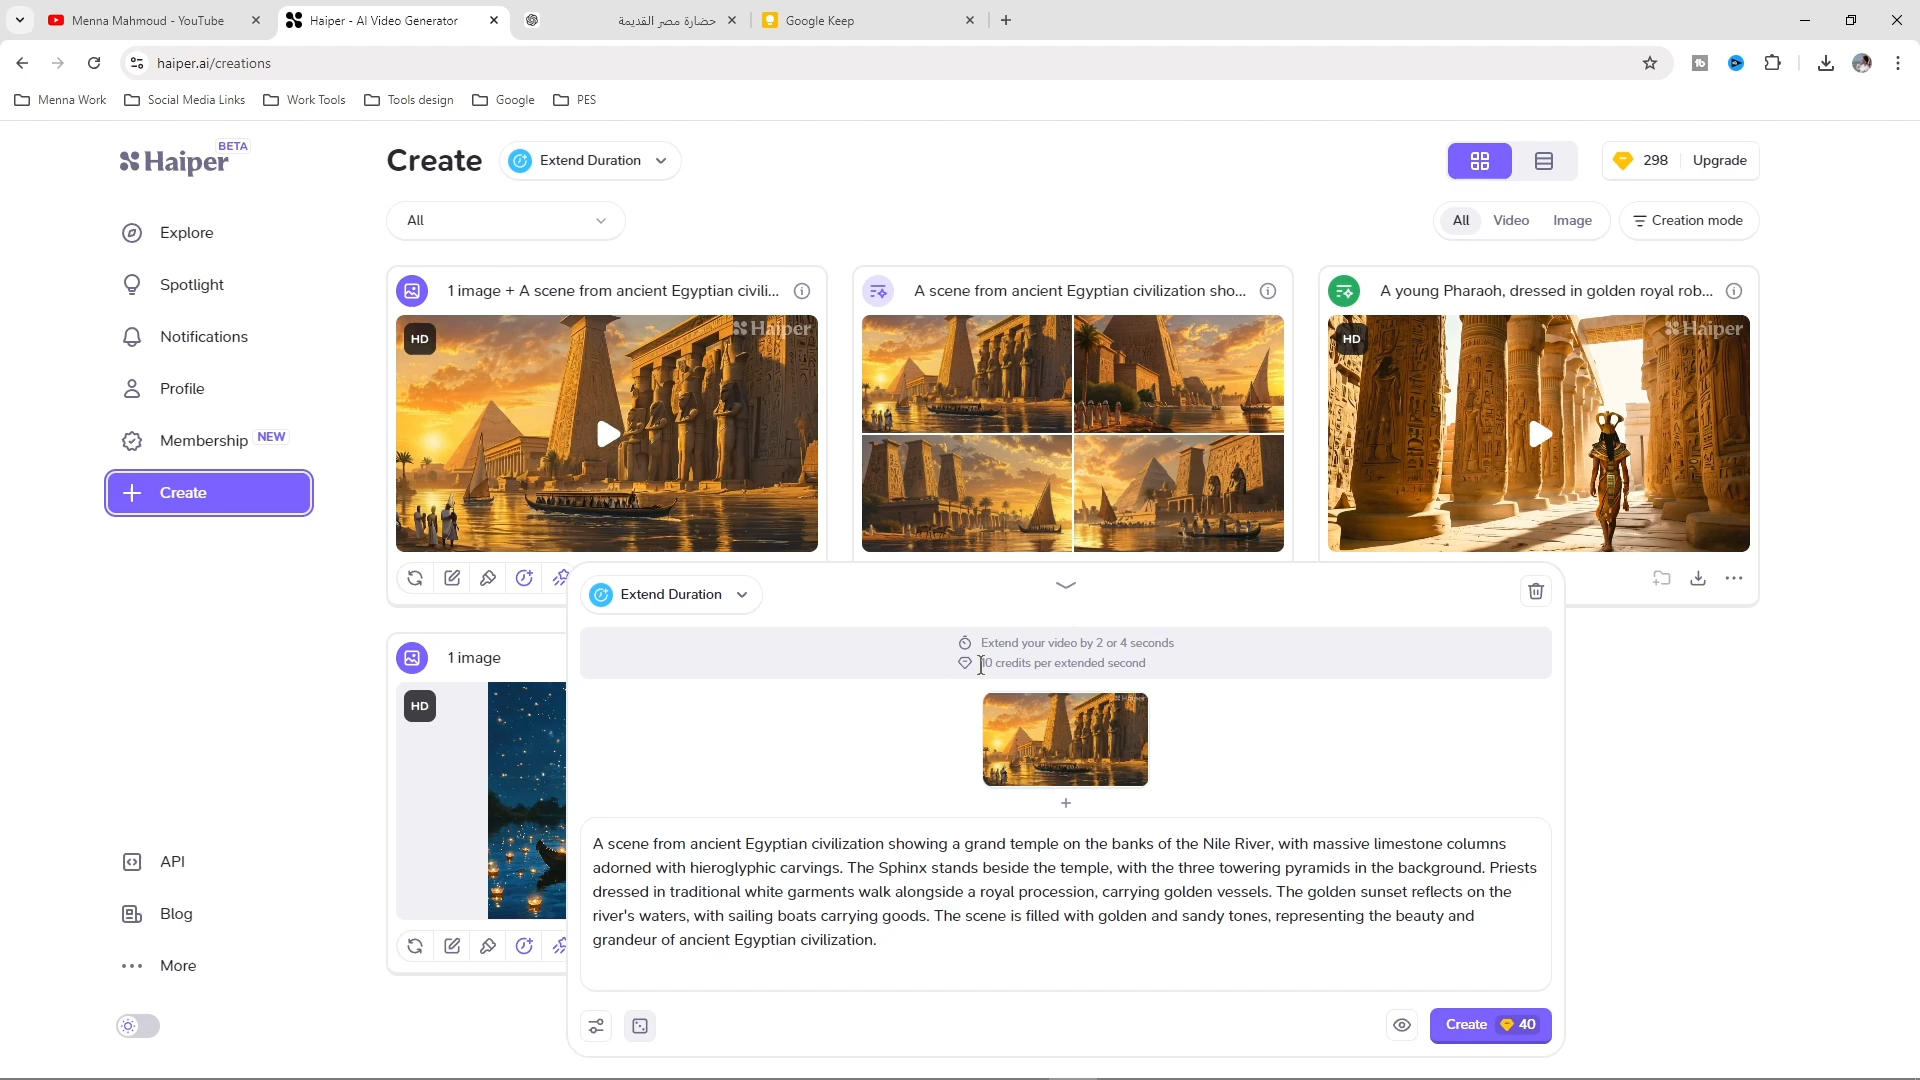 Menna Mahmoud - YouTube
Haiper - AI Video Generator
حضارة مصر القديمة
Google Keep
haiper.ai/creations
Menna Work
Social Media Links
Work Tools
Tools design
Google
PES
Haiper
BETA
Create
Extend Duration
298
Upgrade
All
All
Video
Image
Creation mode
Explore
Spotlight
Notifications
Profile
Membership NEW
Create
1 image + A scene from ancient Egyptian civili...
A scene from ancient Egyptian civilization sho...
A young Pharaoh, dressed in golden royal rob...
HD
Haiper
HD
Haiper
1 image
HD
Extend Duration
Extend your video by 2 or 4 seconds
10 credits per extended second
A scene from ancient Egyptian civilization showing a grand temple on the banks of the Nile River, with massive limestone columns
adorned with hieroglyphic carvings. The Sphinx stands beside the temple, with the three towering pyramids in the background. Priests
dressed in traditional white garments walk alongside a royal procession, carrying golden vessels. The golden sunset reflects on the
river's waters, with sailing boats carrying goods. The scene is filled with golden and sandy tones, representing the beauty and
grandeur of ancient Egyptian civilization.
Create 40
API
Blog
More